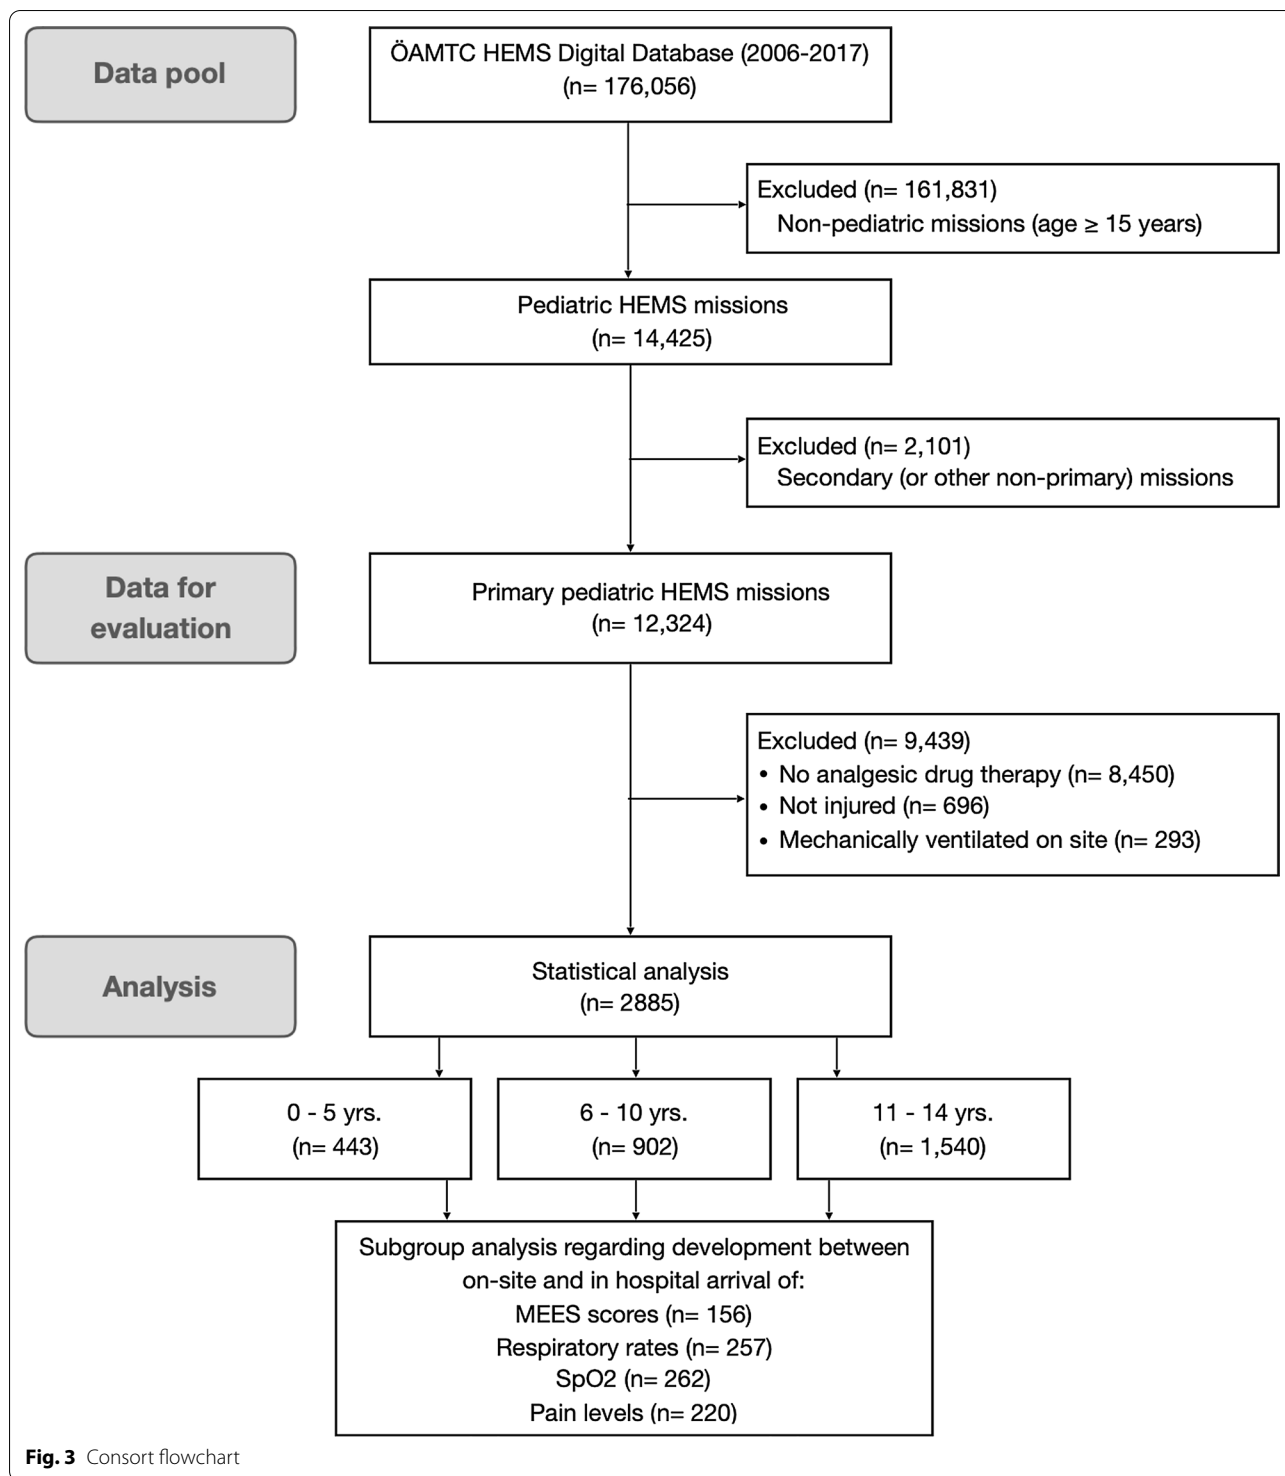 Data pool
ÖAMTC HEMS Digital Database (2006-2017)
(n= 176,056)
Excluded (n= 161,831)
Non-pediatric missions (age ≥ 15 years)
Pediatric HEMS missions
(n= 14,425)
Excluded (n= 2,101)
Secondary (or other non-primary) missions
Data for
evaluation
Primary pediatric HEMS missions
(n= 12,324)
Excluded (n= 9,439)
• No analgesic drug therapy (n= 8,450)
• Not injured (n= 696)
• Mechanically ventilated on site (n= 293)
Analysis
Statistical analysis
(n= 2885)
0 - 5 yrs.
(n= 443)
6 - 10 yrs.
(n= 902)
11 - 14 yrs.
(n= 1,540)
Subgroup analysis regarding development between
on-site and in hospital arrival of:
MEES scores (n= 156)
Respiratory rates (n= 257)
SpO2 (n= 262)
Pain levels (n= 220)
Fig. 3 Consort flowchart